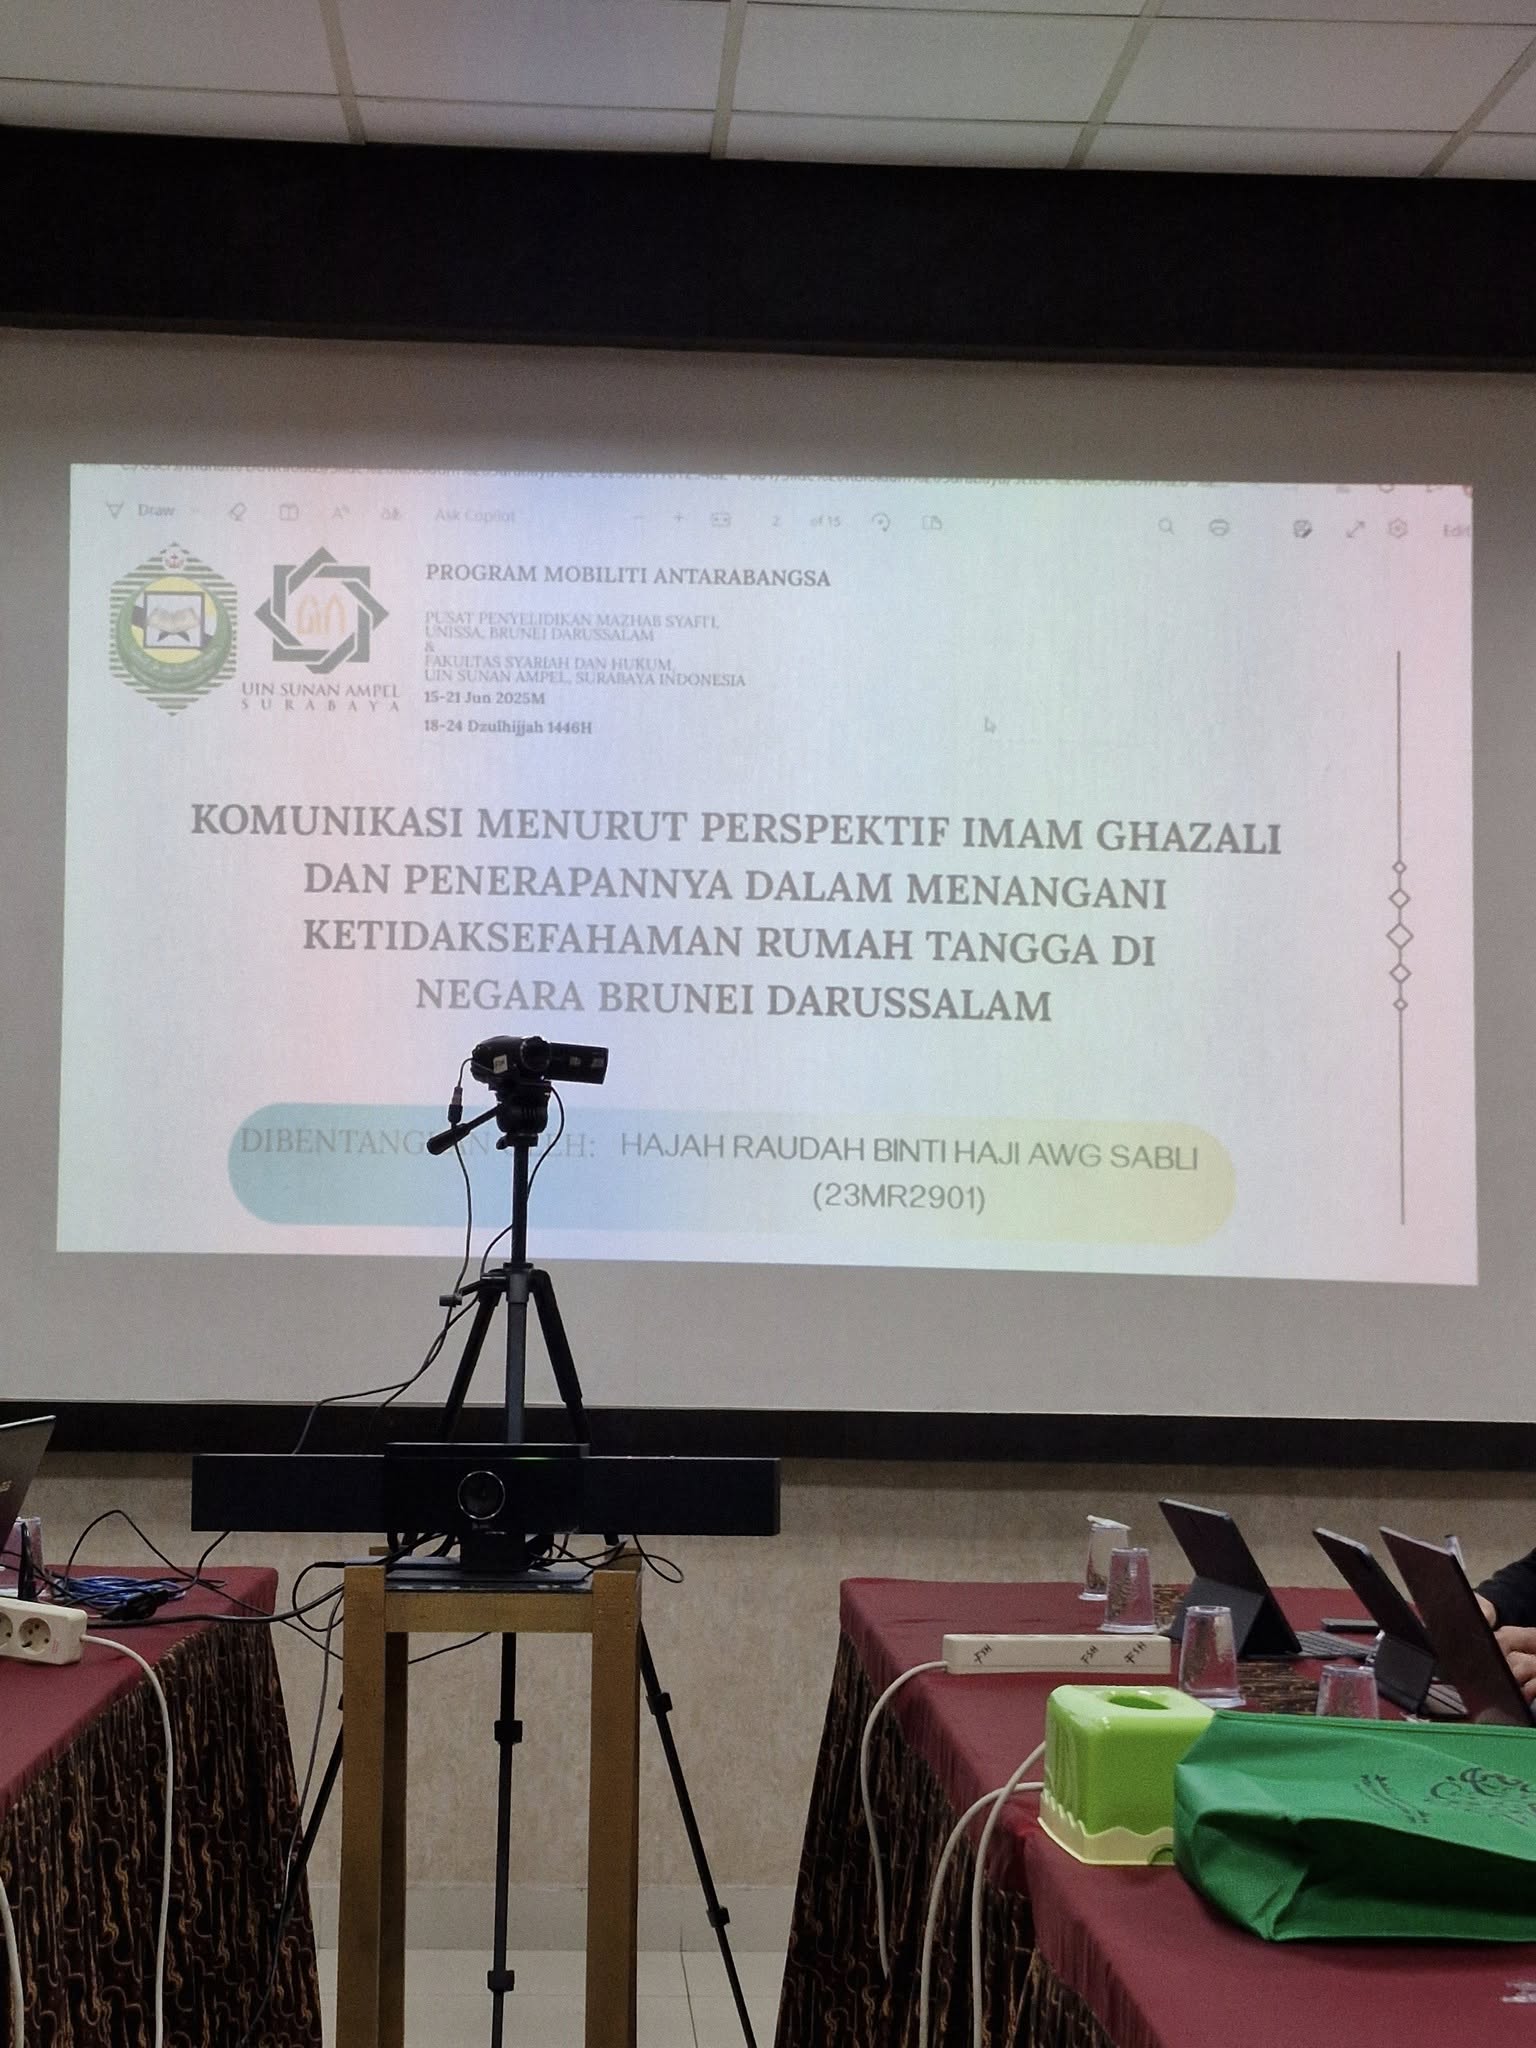 Draw
Ask Copilot
2 of 15
Edit
PROGRAM MOBILITI ANTARABANGSA
PUSAT PENYELIDIKAN MAZHAB SYAFI'I,
UNISSA, BRUNEI DARUSSALAM
&
FAKULTAS SYARIAH DAN HUKUM,
UIN SUNAN AMPEL, SURABAYA INDONESIA
15-21 Jun 2025M
18-24 Dzulhijjah 1446H
UIN SUNAN AMPEL
SURABAYA
KOMUNIKASI MENURUT PERSPEKTIF IMAM GHAZALI
DAN PENERAPANNYA DALAM MENANGANI
KETIDAKSEFAHAMAN RUMAH TANGGA DI
NEGARA BRUNEI DARUSSALAM
HAJAH RAUDAH BINTI HAJI AWG SABLI
(23MR2901)
FSH FSH FSH